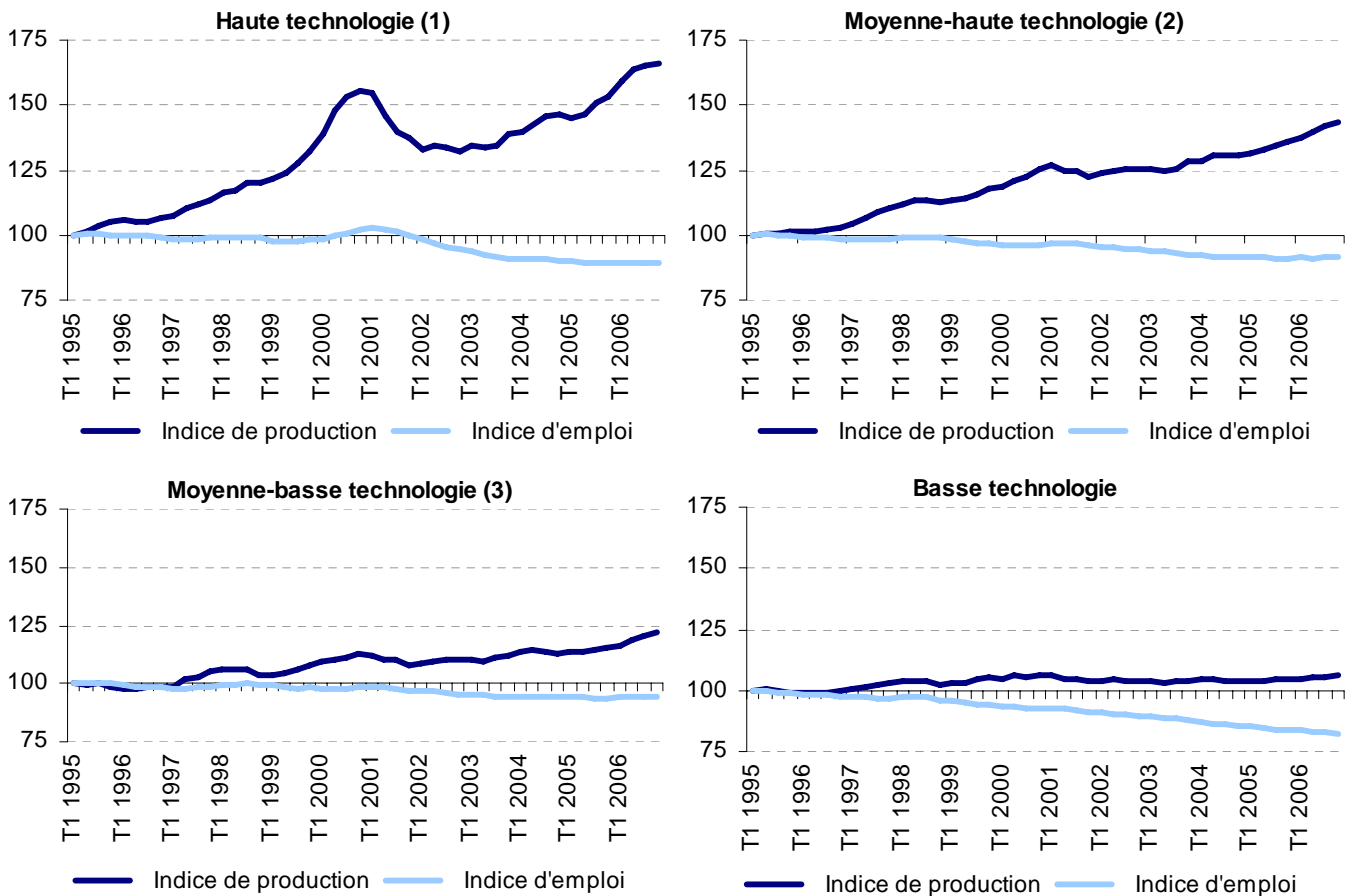 Haute technologie (1)
175
150
125
100
75
T1 1995
T1 1996
T1 1997
T1 1998
T1 1999
T1 2000
T1 2001
T1 2002
T1 2003
T1 2004
T1 2005
T1 2006
Indice de production
Indice d'emploi
Moyenne-haute technologie (2)
175
150
125
100
75
T1 1995
T1 1996
T1 1997
T1 1998
T1 1999
T1 2000
T1 2001
T1 2002
T1 2003
T1 2004
T1 2005
T1 2006
Indice de production
Indice d'emploi
Moyenne-basse technologie (3)
175
150
125
100
75
T1 1995
T1 1996
T1 1997
T1 1998
T1 1999
T1 2000
T1 2001
T1 2002
T1 2003
T1 2004
T1 2005
T1 2006
Indice de production
Indice d'emploi
Basse technologie
175
150
125
100
75
T1 1995
T1 1996
T1 1997
T1 1998
T1 1999
T1 2000
T1 2001
T1 2002
T1 2003
T1 2004
T1 2005
T1 2006
Indice de production
Indice d'emploi